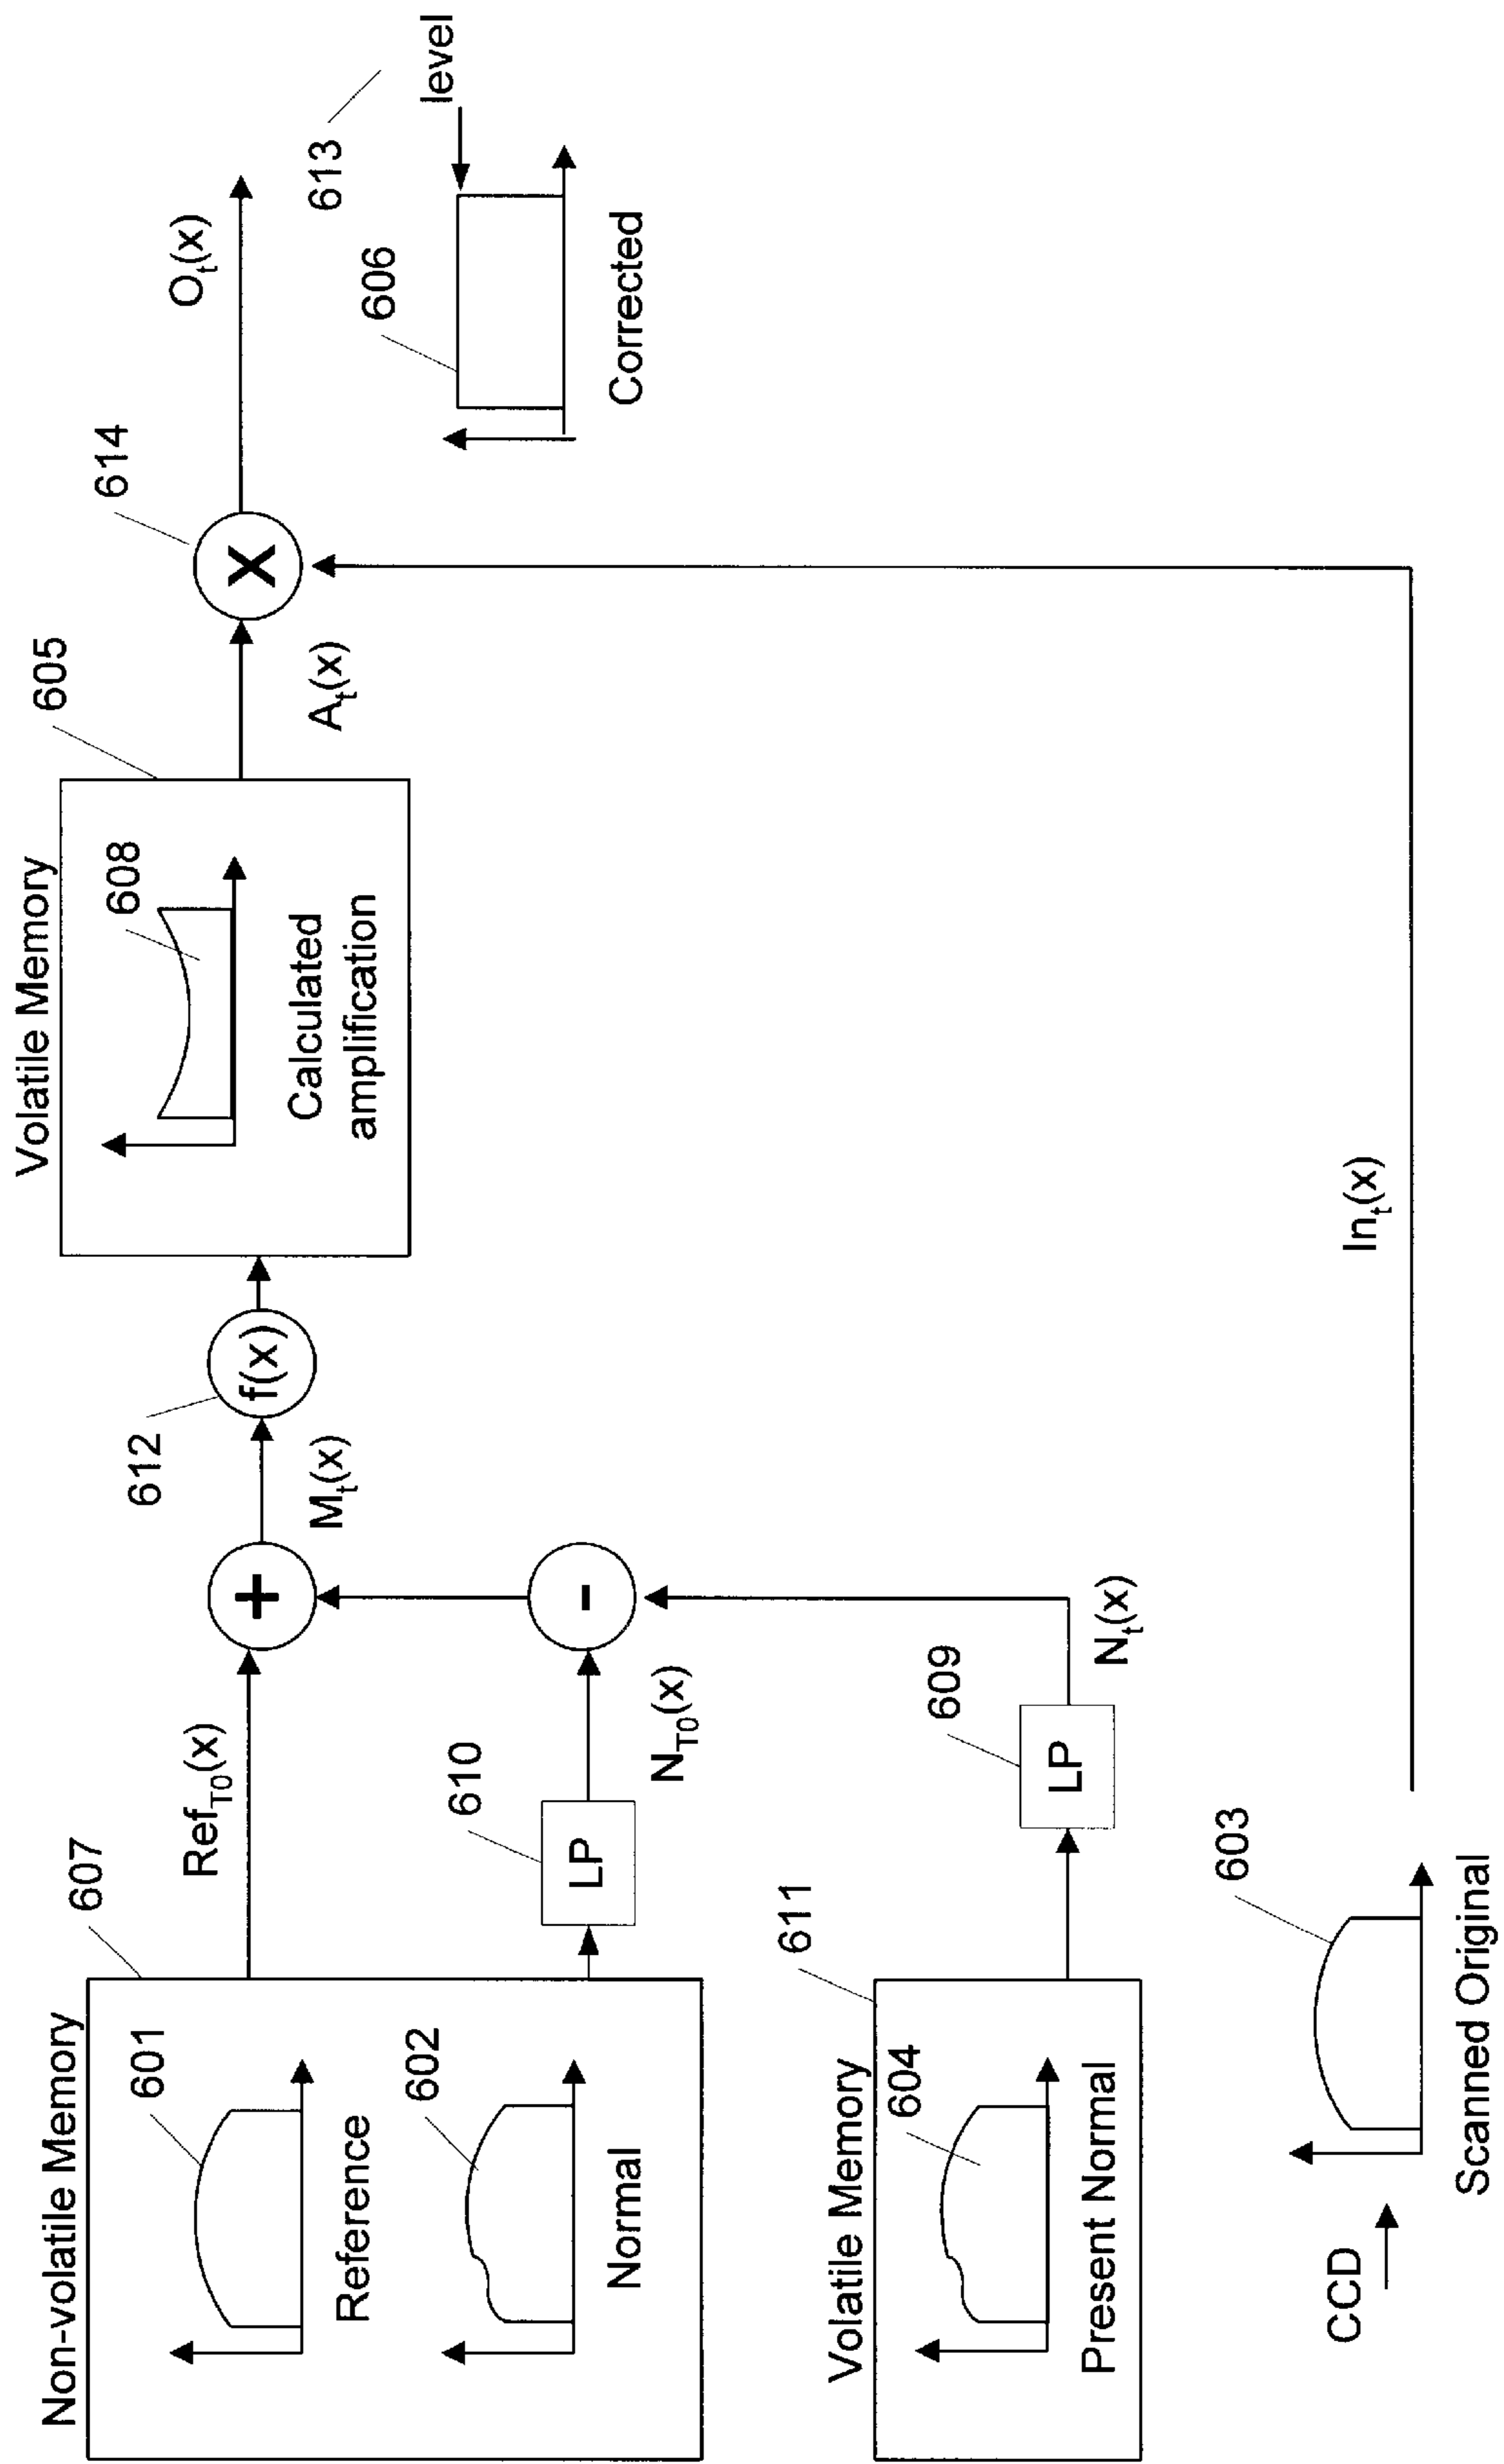 Non-volatile Memory
607
601
Reference
602
Normal
Ref_T0(x)
610
LP
N_T0(x)
Volatile Memory
611
604
Present Normal
609
LP
N_t(x)
CCD
603
Scanned Original
In_t(x)
+
-
M_t(x)
612
f(x)
Volatile Memory
605
608
Calculated
amplification
A_t(x)
614
X
O_t(x)
606
613
level
Corrected